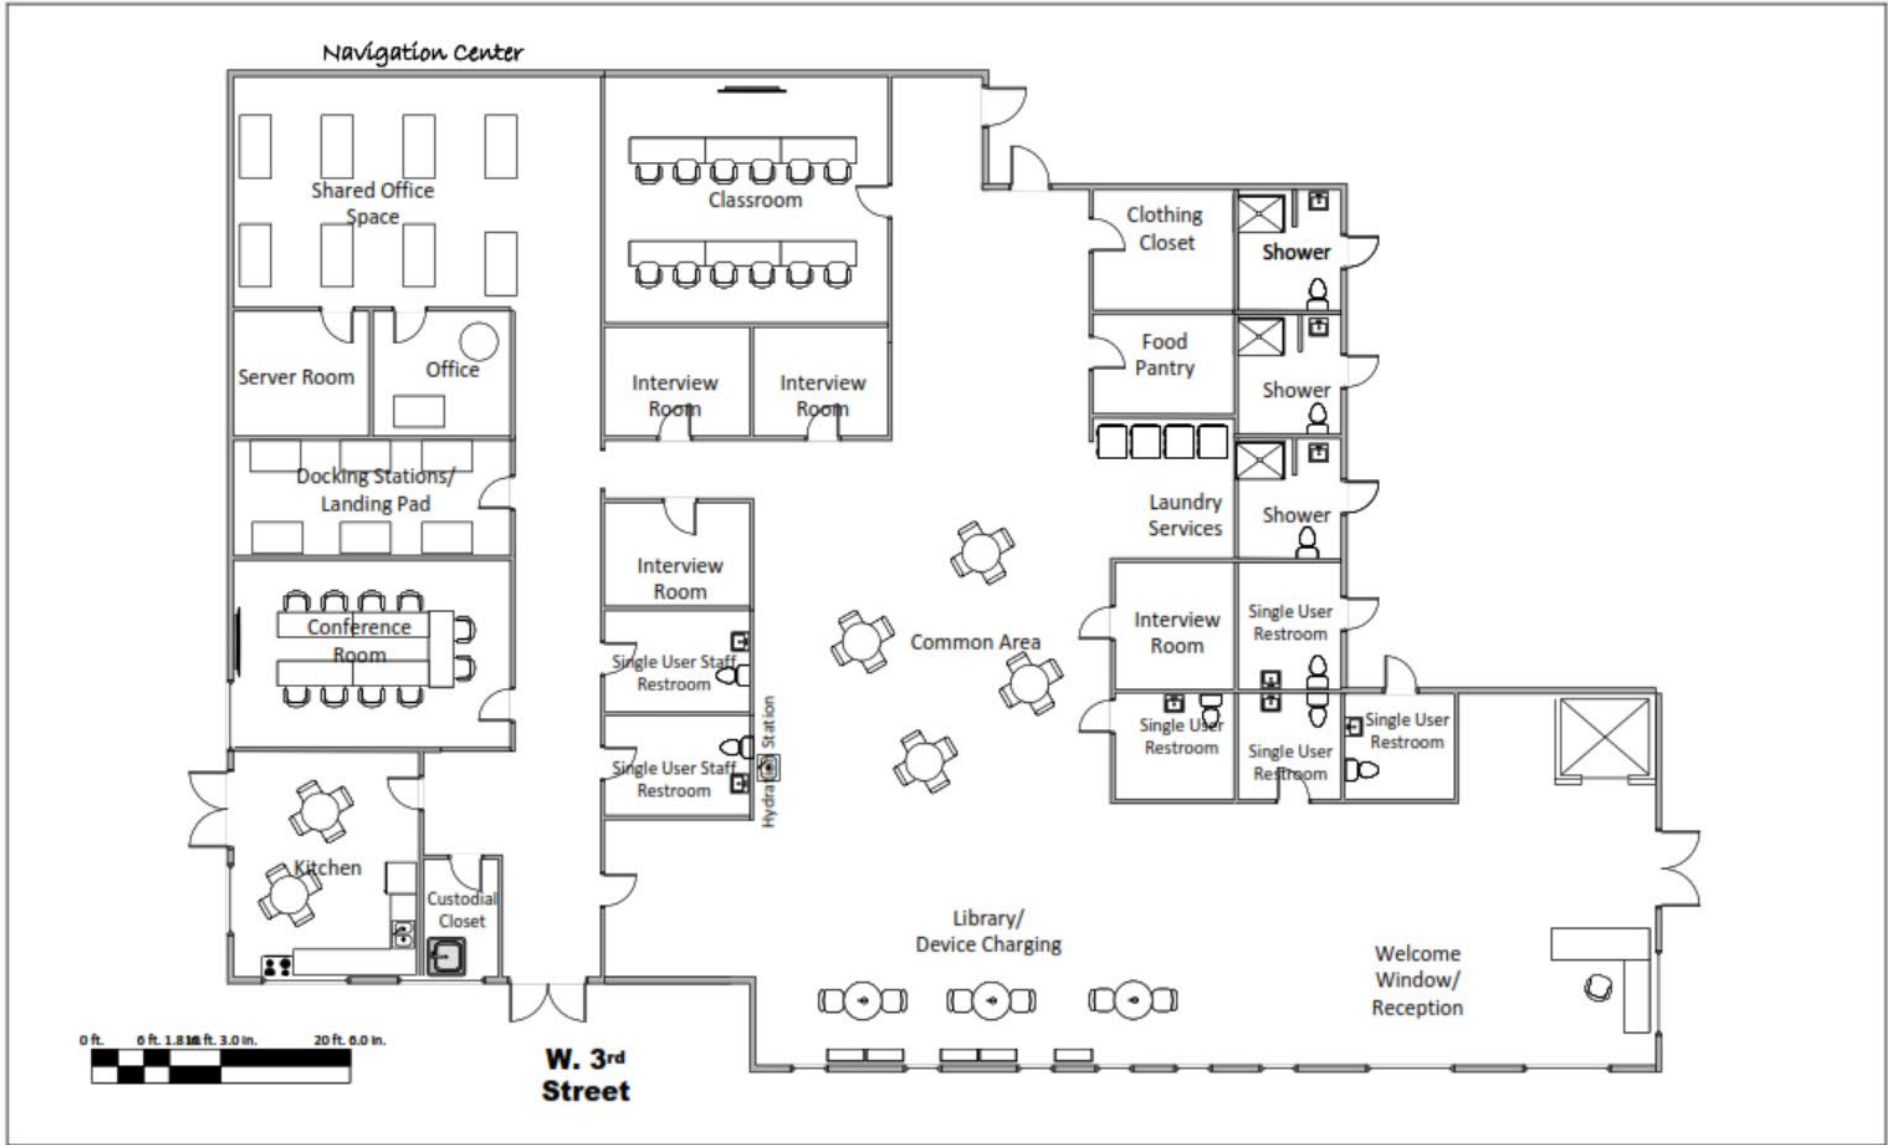 Navigation Center
Shared Office
Space
Classroom
Clothing
Closet
Shower
Server Room
Office
Interview
Room
Interview
Room
Food
Pantry
Shower
Docking Stations/
Landing Pad
Laundry
Services
Shower
Interview
Room
Conference
Room
Common Area
Interview
Room
Single User
Restroom
Single User Staff
Restroom
Single User
Restroom
Single User
Restroom
Single User
Restroom
Single User Staff
Restroom
Hydration Station
Kitchen
Custodial
Closet
Library/
Device Charging
Welcome
Window/
Reception
0 ft.
20 ft. 6.0 in.
W. 3rd
Street